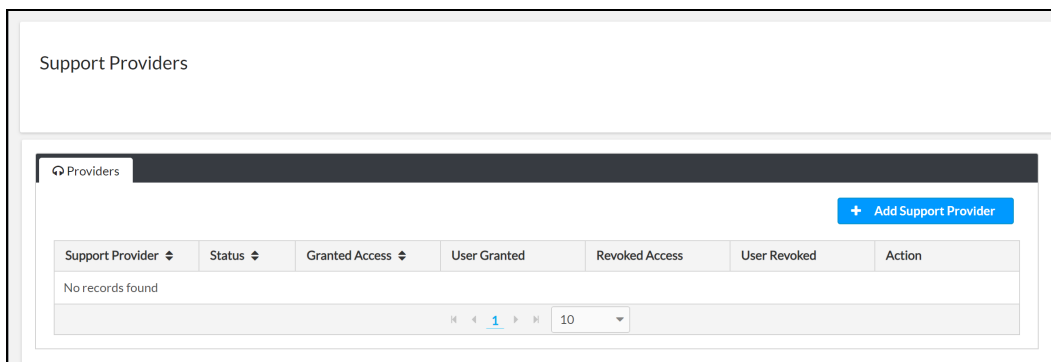 Support Providers
Providers
+ Add Support Provider
Support Provider Status Granted Access User Granted Revoked Access User Revoked Action
No records found
1 10